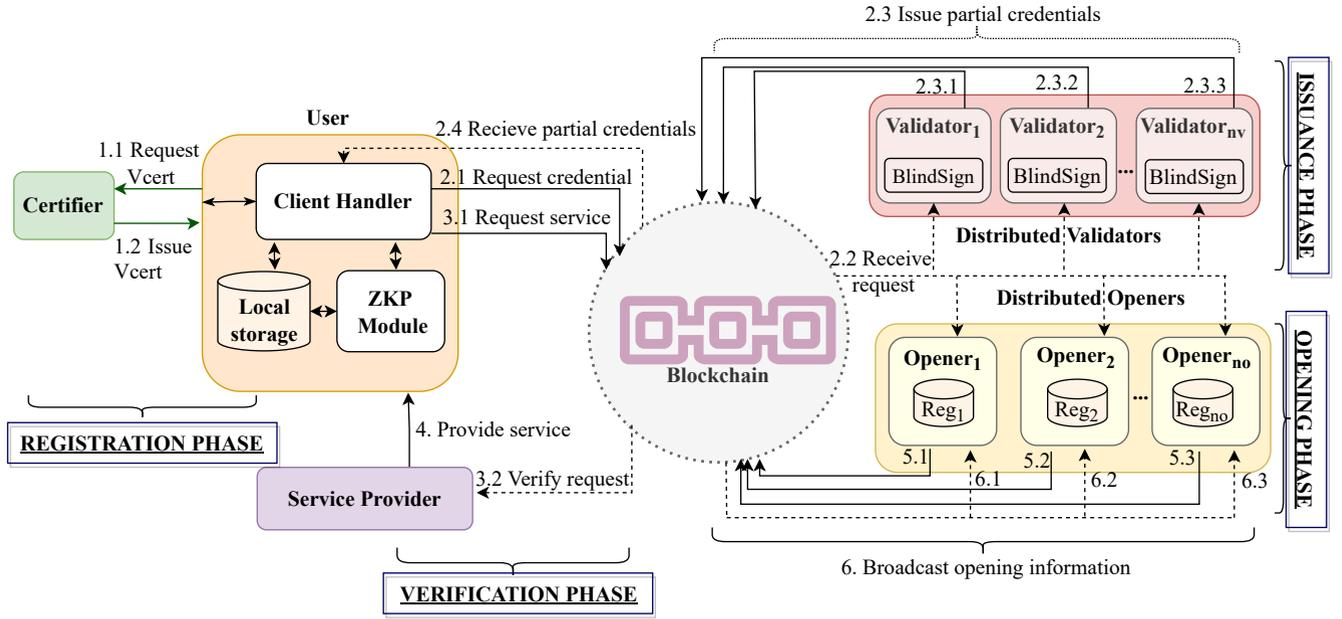 2.3 Issue partial credentials
2.3.1
2.3.2
2.3.3
Validator1
Validator2
Validatornv
BlindSign
BlindSign
...
BlindSign
Distributed Validators
ISSUANCE PHASE
User
2.4 Recieve partial credentials
1.1 Request
Vcert
2.1 Request credential
Certifier
Client Handler
3.1 Request service
1.2 Issue
Vcert
Local
storage
ZKP
Module
2.2 Receive
request
Blockchain
Distributed Openers
Opener1
Opener2
Openerno
Reg1
Reg2
...
Regno
OPENING PHASE
5.1
5.2
5.3
6.1
6.2
6.3
REGISTRATION PHASE
4. Provide service
Service Provider
3.2 Verify request
6. Broadcast opening information
VERIFICATION PHASE